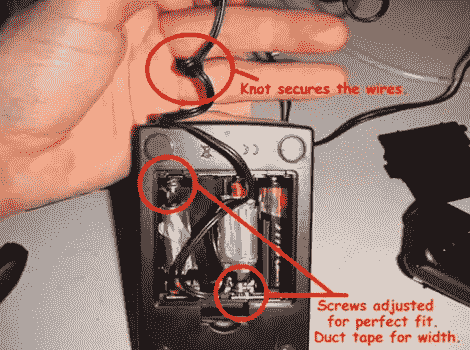 Knot secures the wires.
Screws adjusted
for perfect fit.
Duct tape for width.